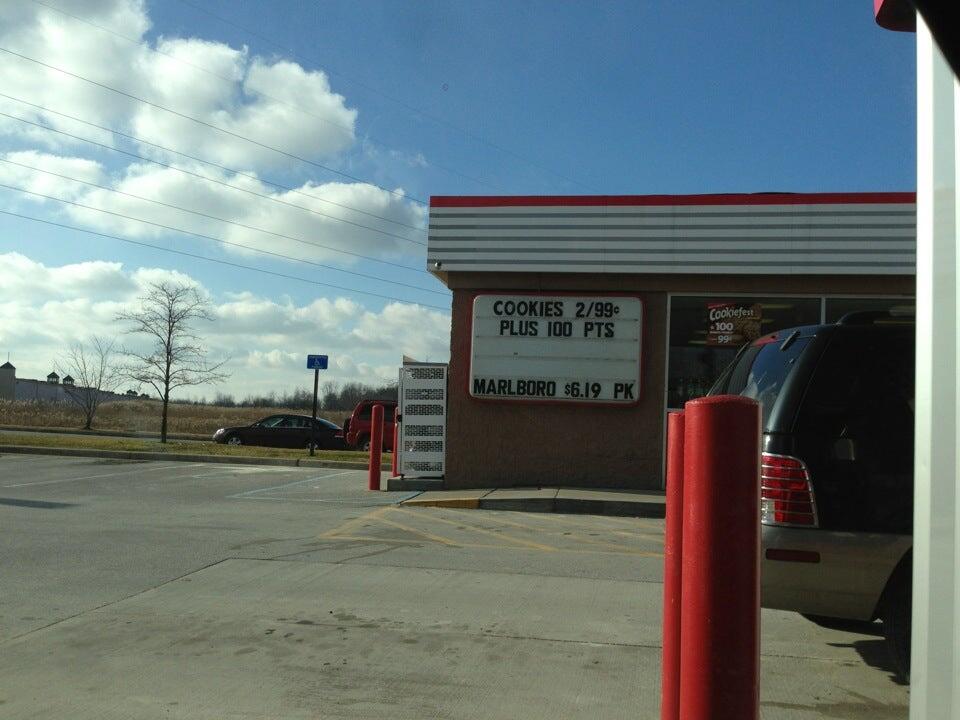 COOKIES 2/99¢
PLUS 100 PTS
MARLBORO $6.19 PK
Cookiefest
100
99¢